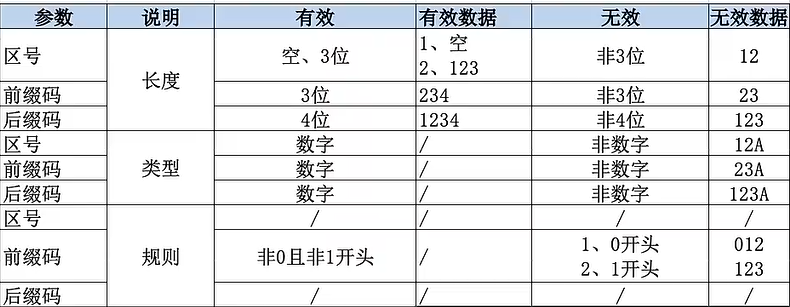 参数 说明 有效 有效数据 无效 无效数据
区号 长度 空、3位 1、空 非3位 12
2、123
前缀码 3位 234 非3位 23
后缀码 4位 1234 非4位 123
区号 类型 数字 / 非数字 12A
前缀码 数字 / 非数字 23A
后缀码 数字 / 非数字 123A
区号 规则 / / / /
前缀码 非0且非1开头 / 1、0开头 012
2、1开头 123
后缀码 / / / /